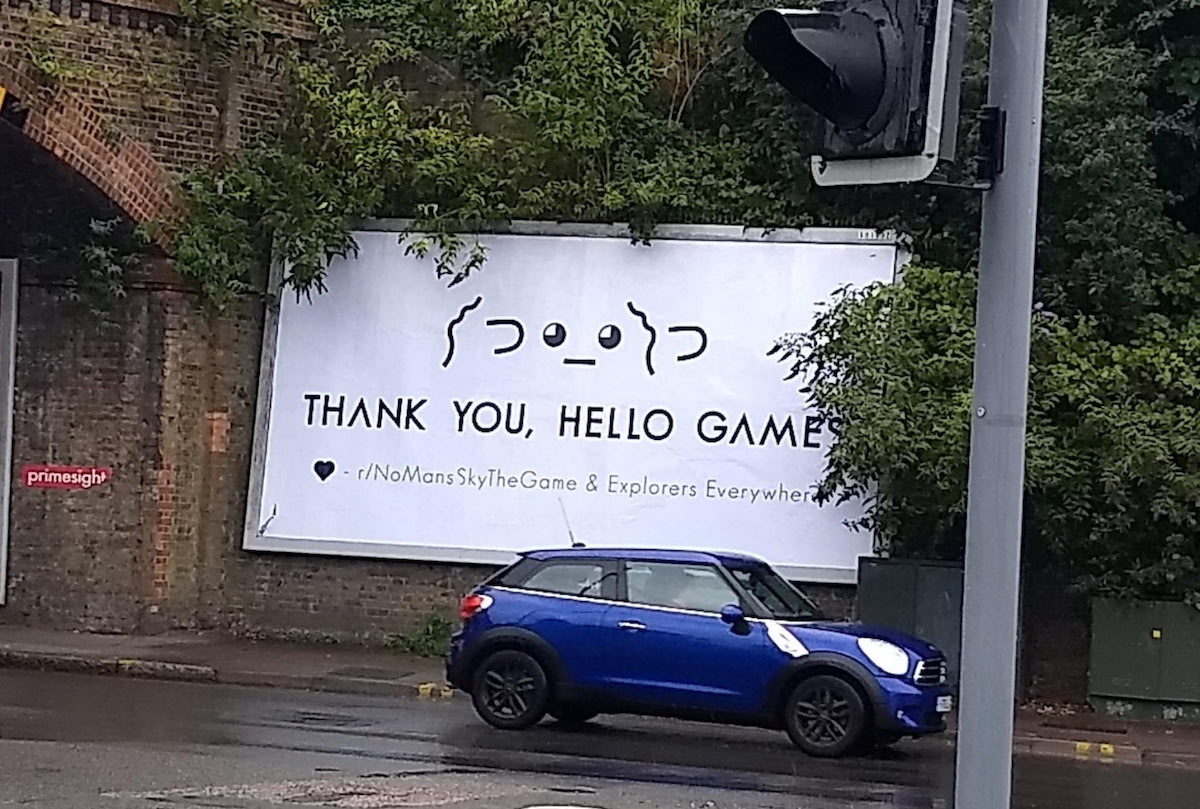 ༼つ◕_◕༽つ
THANK YOU, HELLO GAMES
♥ - r/NoMansSkyTheGame & Explorers Everywhere
primesight